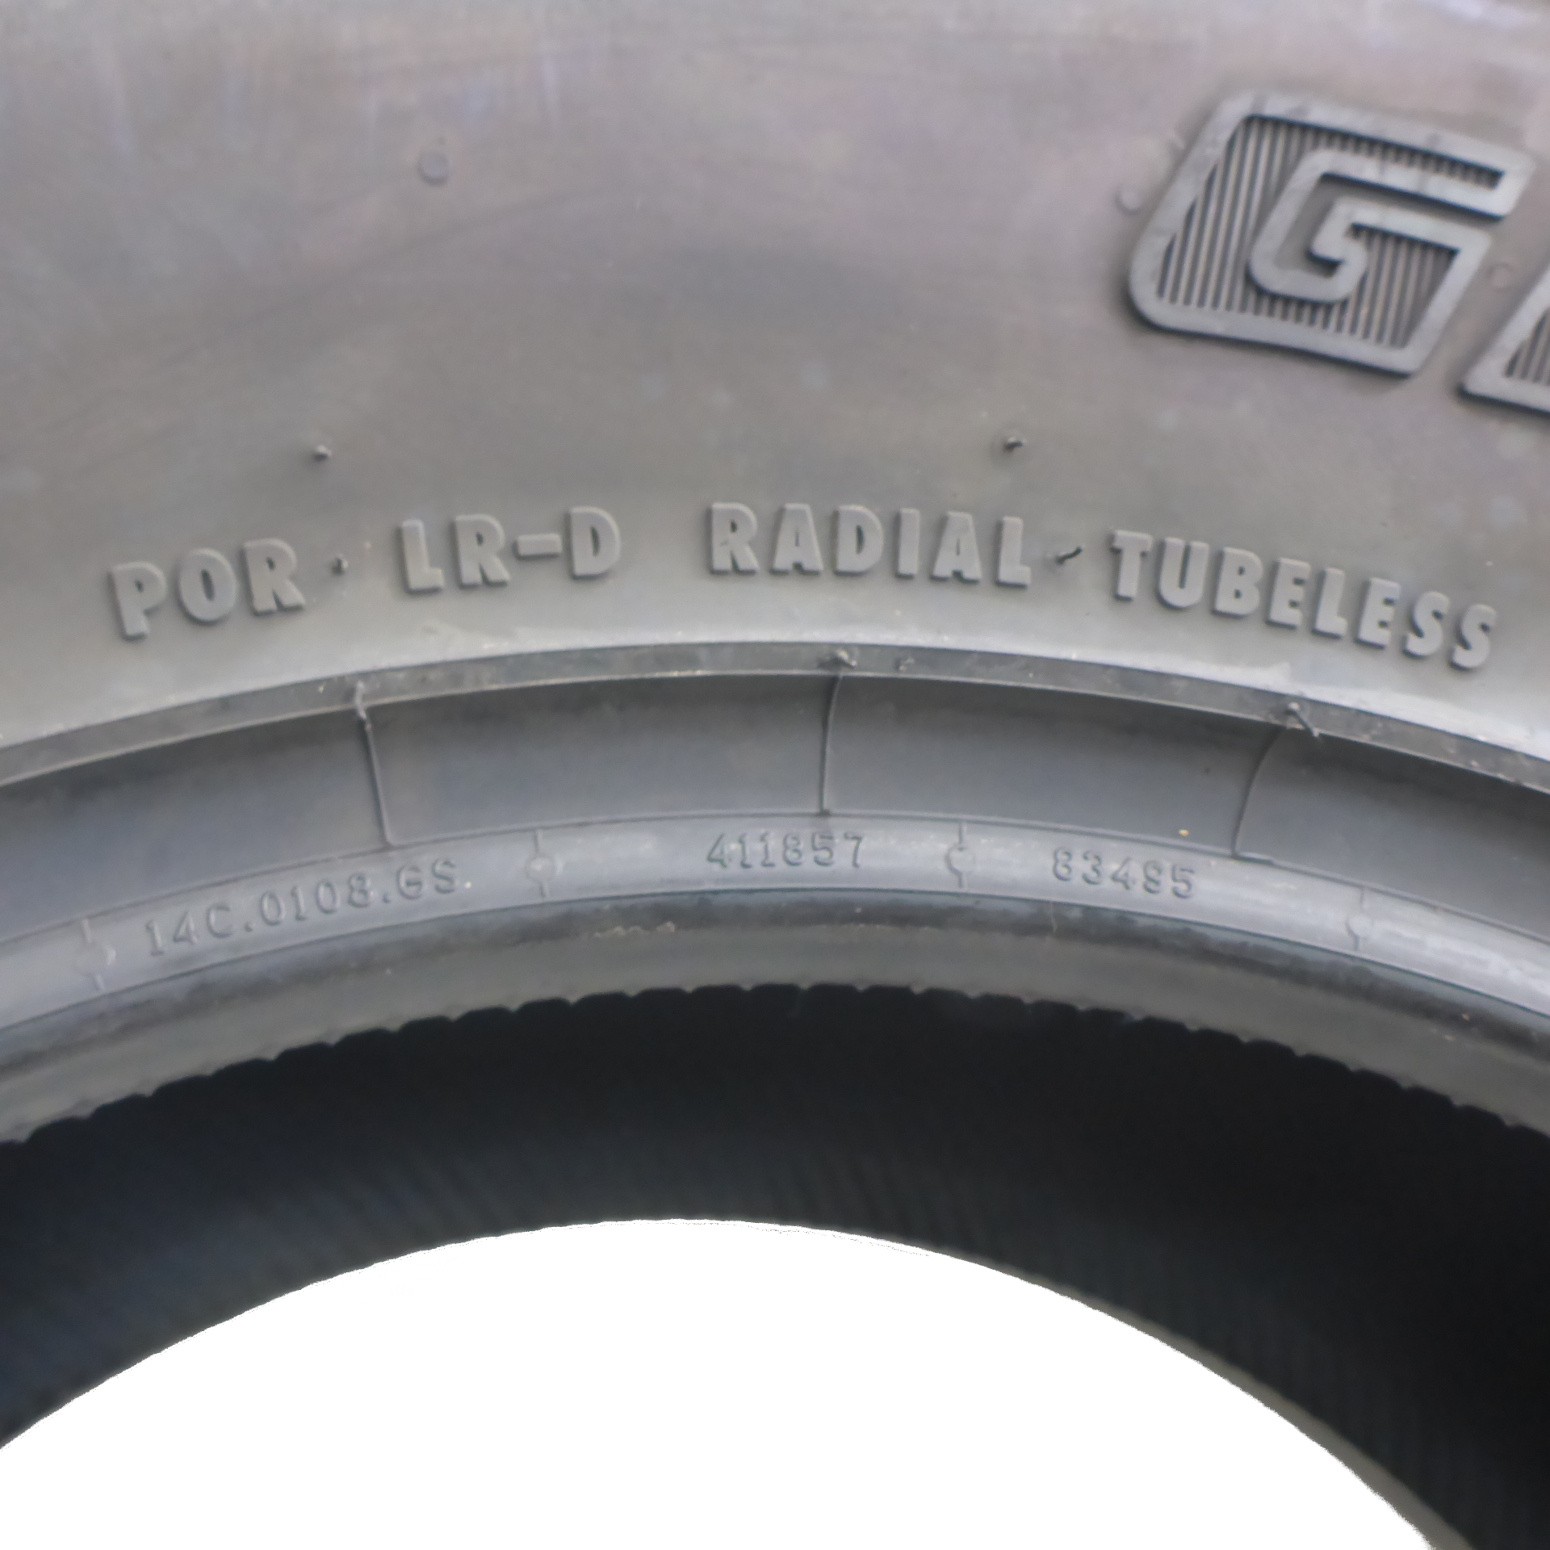 G
POR LR-D RADIAL TUBELESS
14C.0108.GS 411857 83495